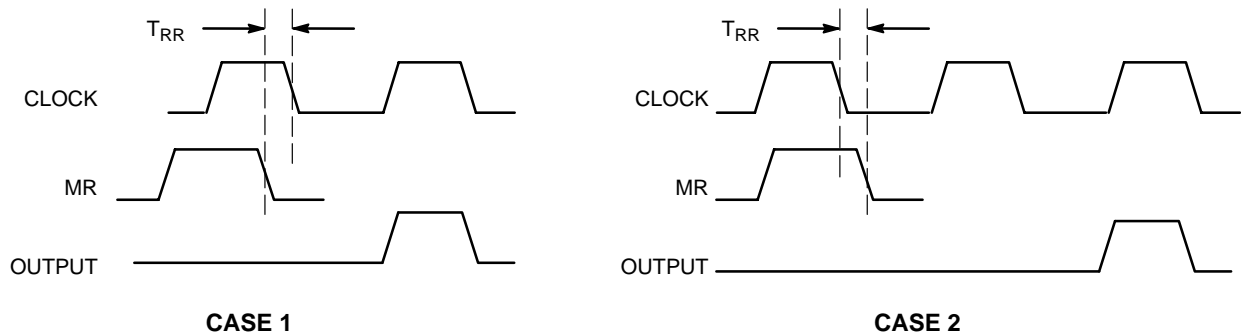 T_RR T_RR
CLOCK CLOCK
MR MR
OUTPUT OUTPUT
CASE 1 CASE 2